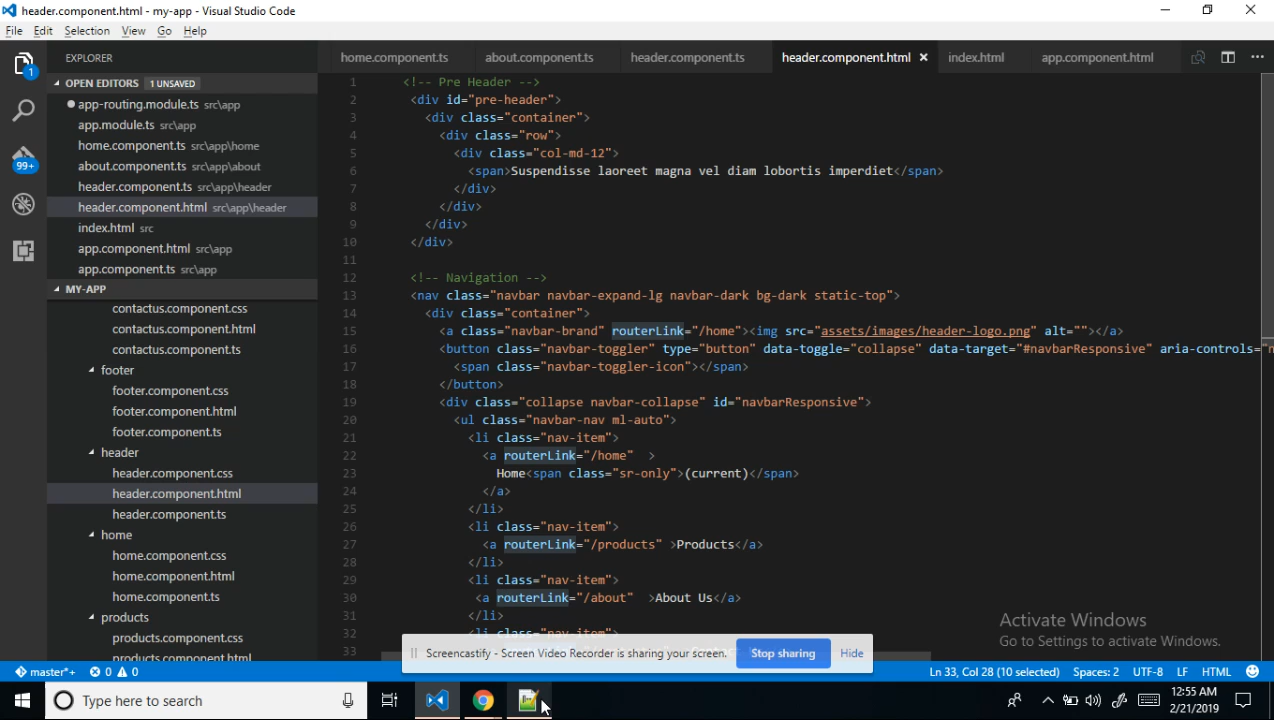 header.component.html - my-app - Visual Studio Code
File Edit Selection View Go Help
EXPLORER
OPEN EDITORS 1 UNSAVED
app-routing.module.ts src\app
app.module.ts src\app
home.component.ts src\app\home
about.component.ts src\app\about
header.component.ts src\app\header
header.component.html src\app\header
index.html src
app.component.html src\app
app.component.ts src\app
MY-APP
contactus.component.css
contactus.component.html
contactus.component.ts
footer
footer.component.css
footer.component.html
footer.component.ts
header
header.component.css
header.component.html
header.component.ts
home
home.component.css
home.component.html
home.component.ts
products
products.component.css
products.component.html
1
99+
home.component.ts about.component.ts header.component.ts header.component.html index.html app.component.html
1 <!-- Pre Header -->
2 <div id="pre-header">
3 <div class="container">
4 <div class="row">
5 <div class="col-md-12">
6 <span>Suspendisse laoreet magna vel diam lobortis imperdiet</span>
7 </div>
8 </div>
9 </div>
10 </div>
11
12 <!-- Navigation -->
13 <nav class="navbar navbar-expand-lg navbar-dark bg-dark static-top">
14 <div class="container">
15 <a class="navbar-brand" routerLink="/home"><img src="assets/images/header-logo.png" alt=""></a>
16 <button class="navbar-toggler" type="button" data-toggle="collapse" data-target="#navbarResponsive" aria-controls="n
17 <span class="navbar-toggler-icon"></span>
18 </button>
19 <div class="collapse navbar-collapse" id="navbarResponsive">
20 <ul class="navbar-nav ml-auto">
21 <li class="nav-item">
22 <a routerLink="/home" >
23 Home<span class="sr-only">(current)</span>
24 </a>
25 </li>
26 <li class="nav-item">
27 <a routerLink="/products" >Products</a>
28 </li>
29 <li class="nav-item">
30 <a routerLink="/about" >About Us</a>
31 </li>
32 <li class="nav-item">
33
Activate Windows
Go to Settings to activate Windows.
Screencastify - Screen Video Recorder is sharing your screen. Stop sharing Hide
master*+ 0 0 Ln 33, Col 28 (10 selected) Spaces: 2 UTF-8 LF HTML
Type here to search
12:55 AM
2/21/2019